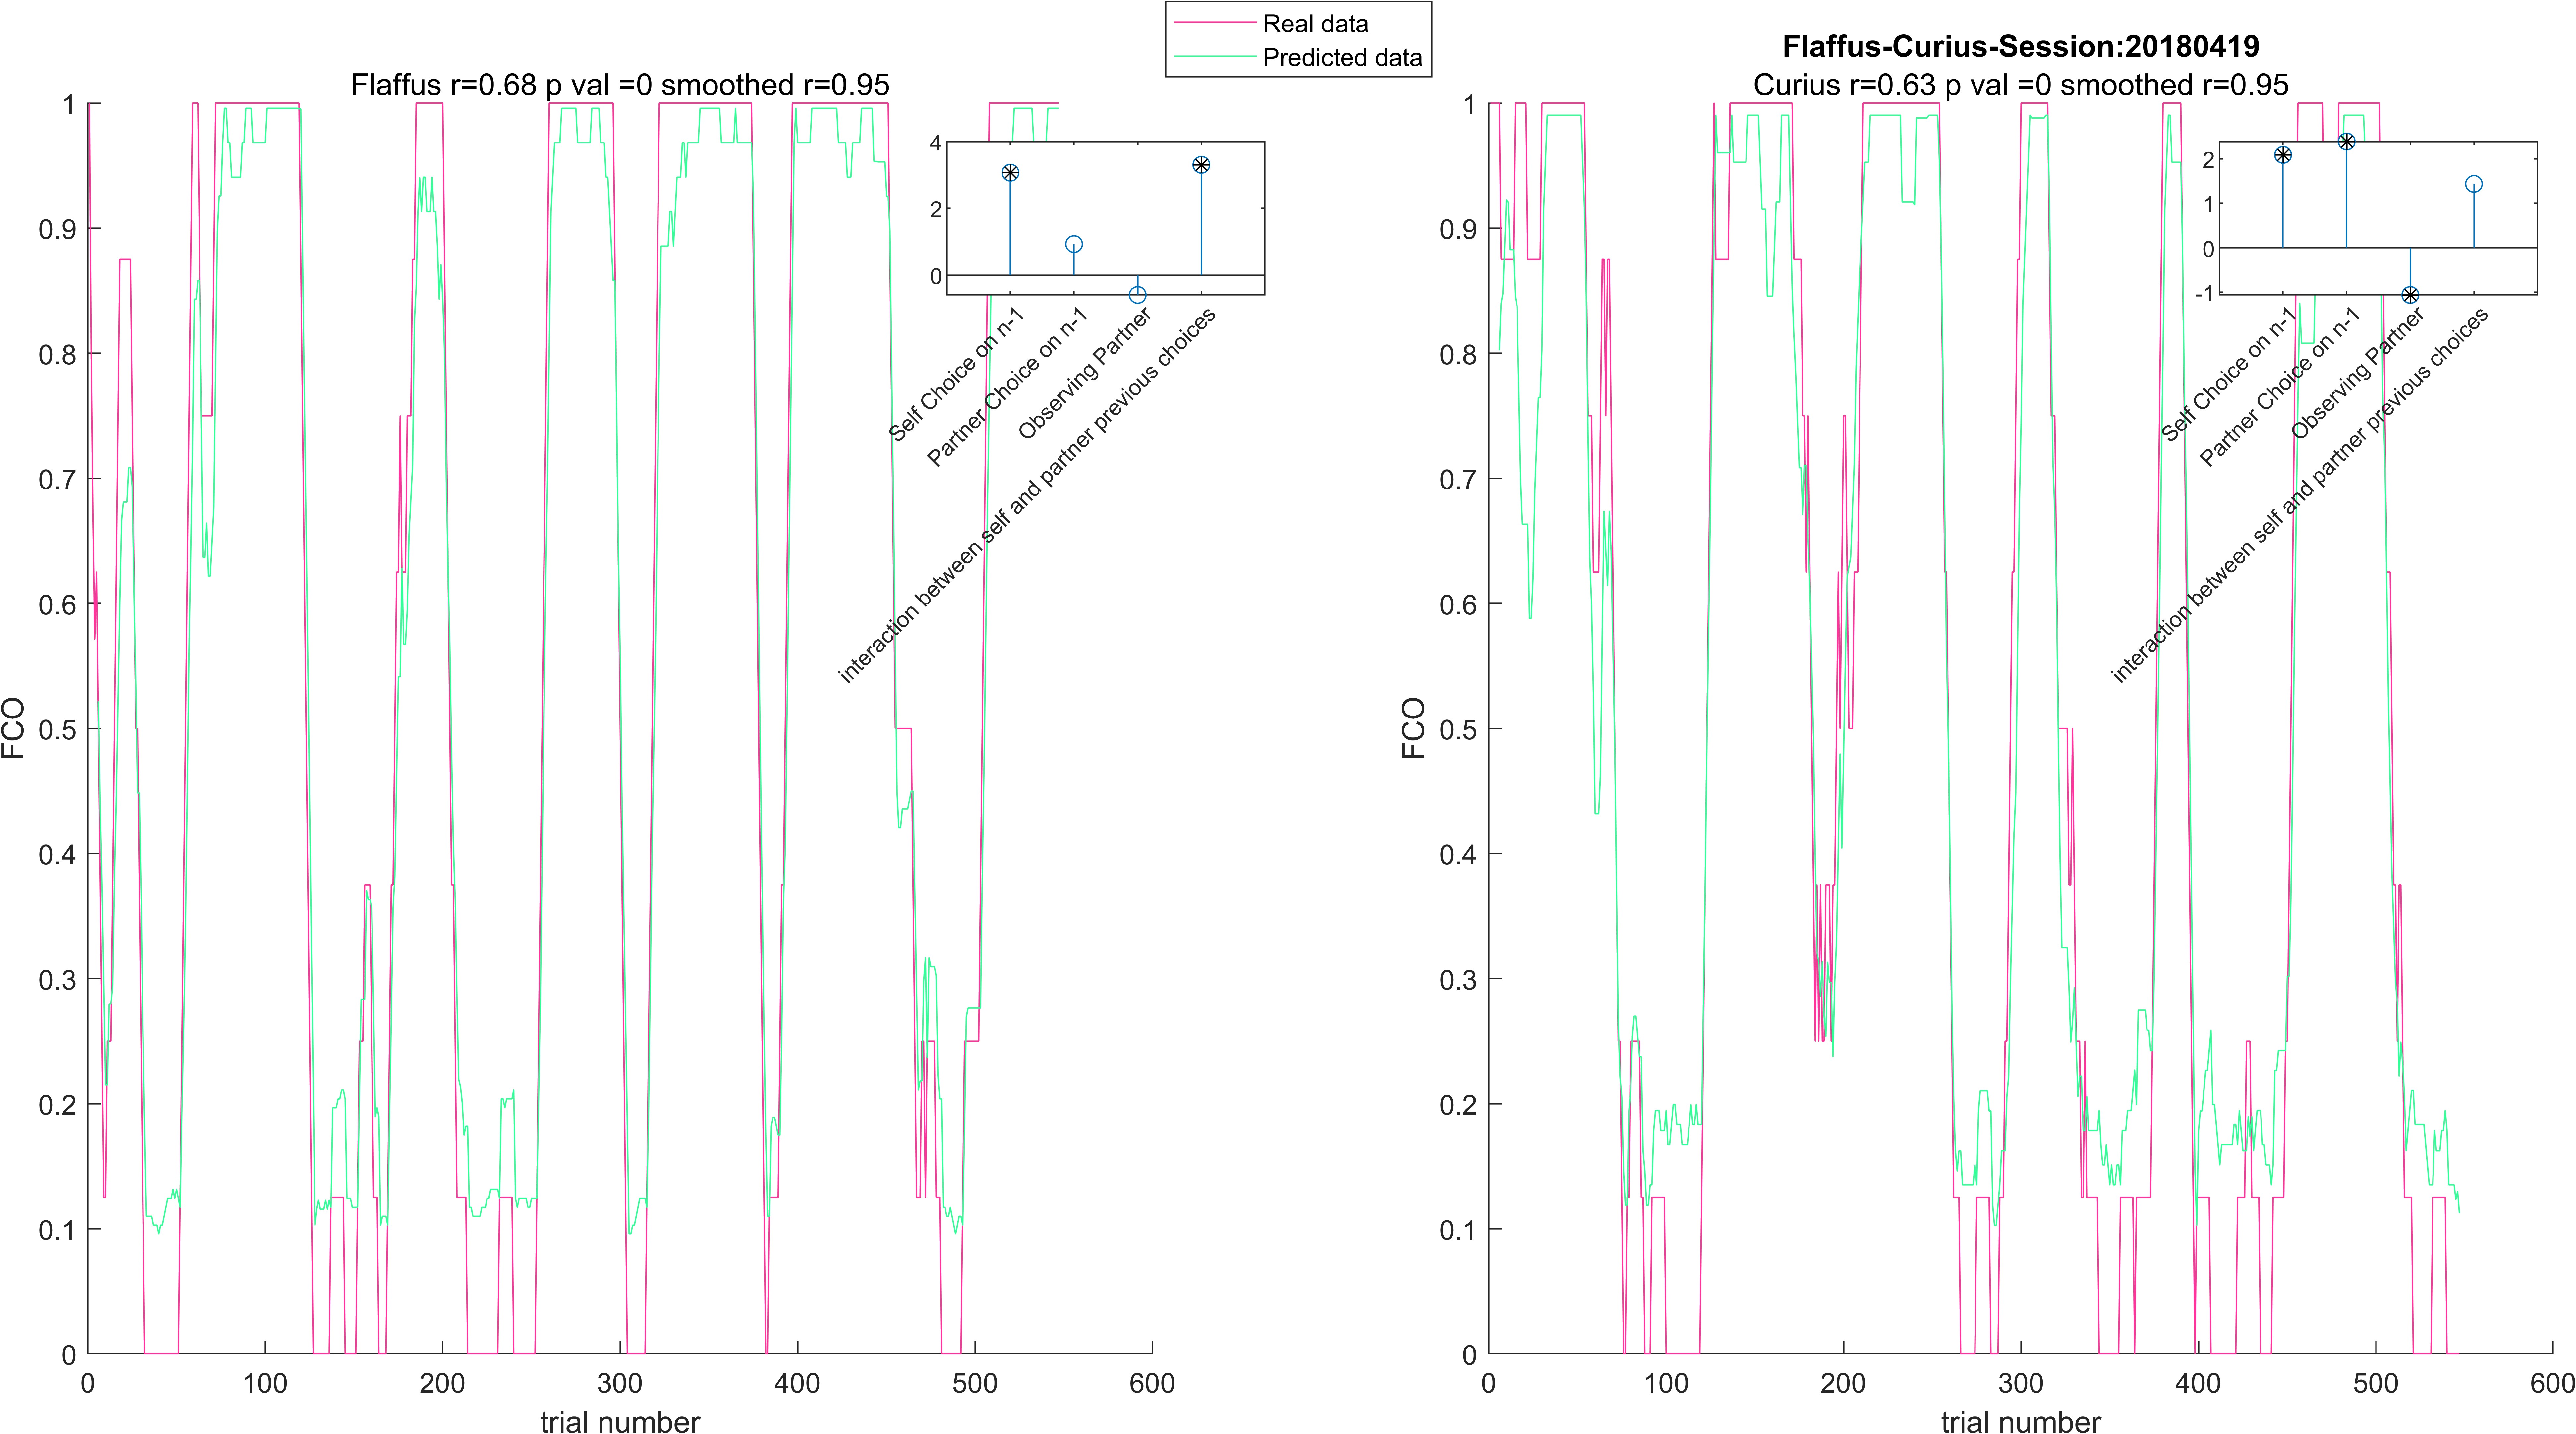 Real data
Predicted data
Flaffus r=0.68 p val =0 smoothed r=0.95
FCO
1
0.9
0.8
0.7
0.6
0.5
0.4
0.3
0.2
0.1
0
0
100
200
300
400
500
600
trial number
4
2
0
Self Choice on n-1
Partner Choice on n-1
Observing Partner
interaction between self and partner previous choices
Flaffus-Curius-Session:20180419
Curius r=0.63 p val =0 smoothed r=0.95
FCO
1
0.9
0.8
0.7
0.6
0.5
0.4
0.3
0.2
0.1
0
0
100
200
300
400
500
600
trial number
2
1
0
-1
Self Choice on n-1
Partner Choice on n-1
Observing Partner
interaction between self and partner previous choices